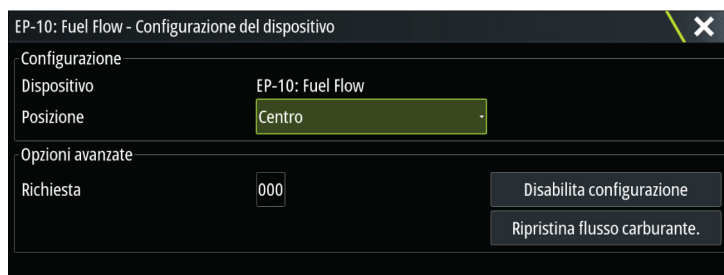 EP-10: Fuel Flow - Configurazione del dispositivo
Configurazione
Dispositivo EP-10: Fuel Flow
Posizione Centro
Opzioni avanzate
Richiesta 000 Disabilita configurazione
Ripristina flusso carburante.